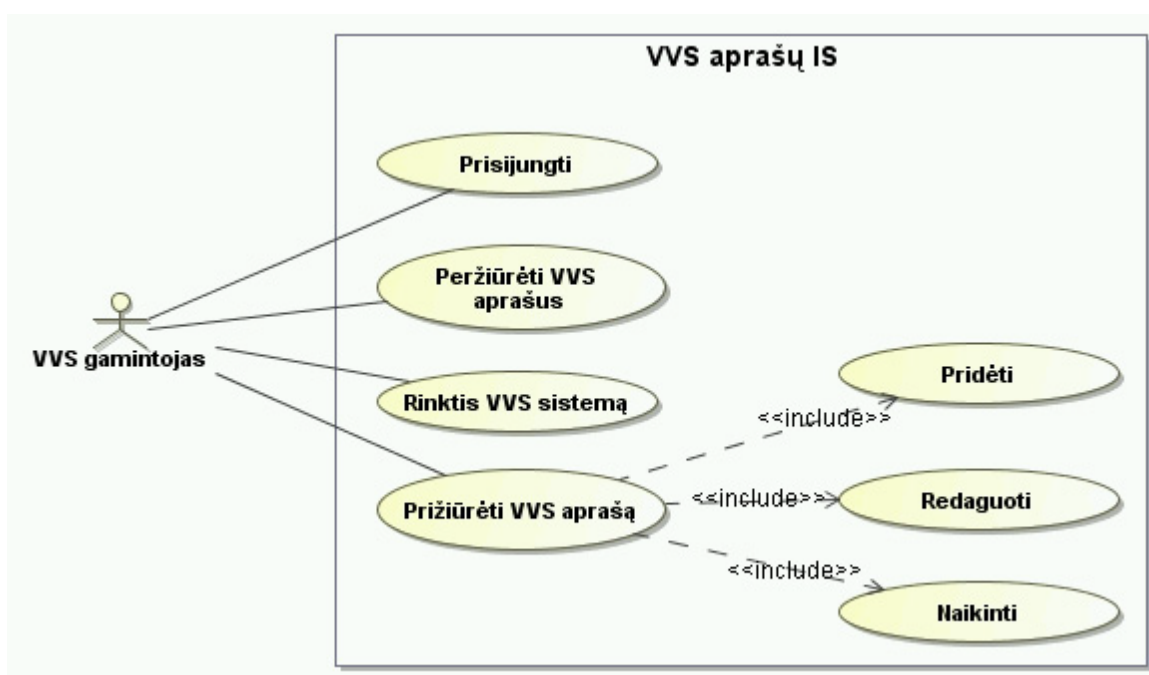 VVS aprašų IS
Prisijungti
Peržiūrėti VVS
aprašus
VVS gamintojas
Rinktis VVS sistemą
Prižiūrėti VVS aprašą
<<include>>
Pridėti
<<include>>
Redaguoti
<<include>>
Naikinti